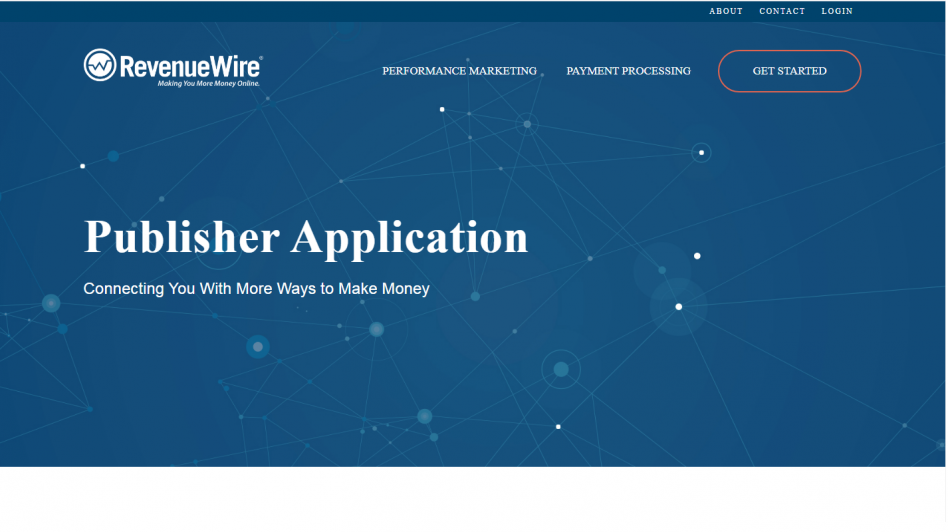 ABOUT CONTACT LOGIN
RevenueWire®
Making You More Money Online.
PERFORMANCE MARKETING PAYMENT PROCESSING GET STARTED
Publisher Application
Connecting You With More Ways to Make Money